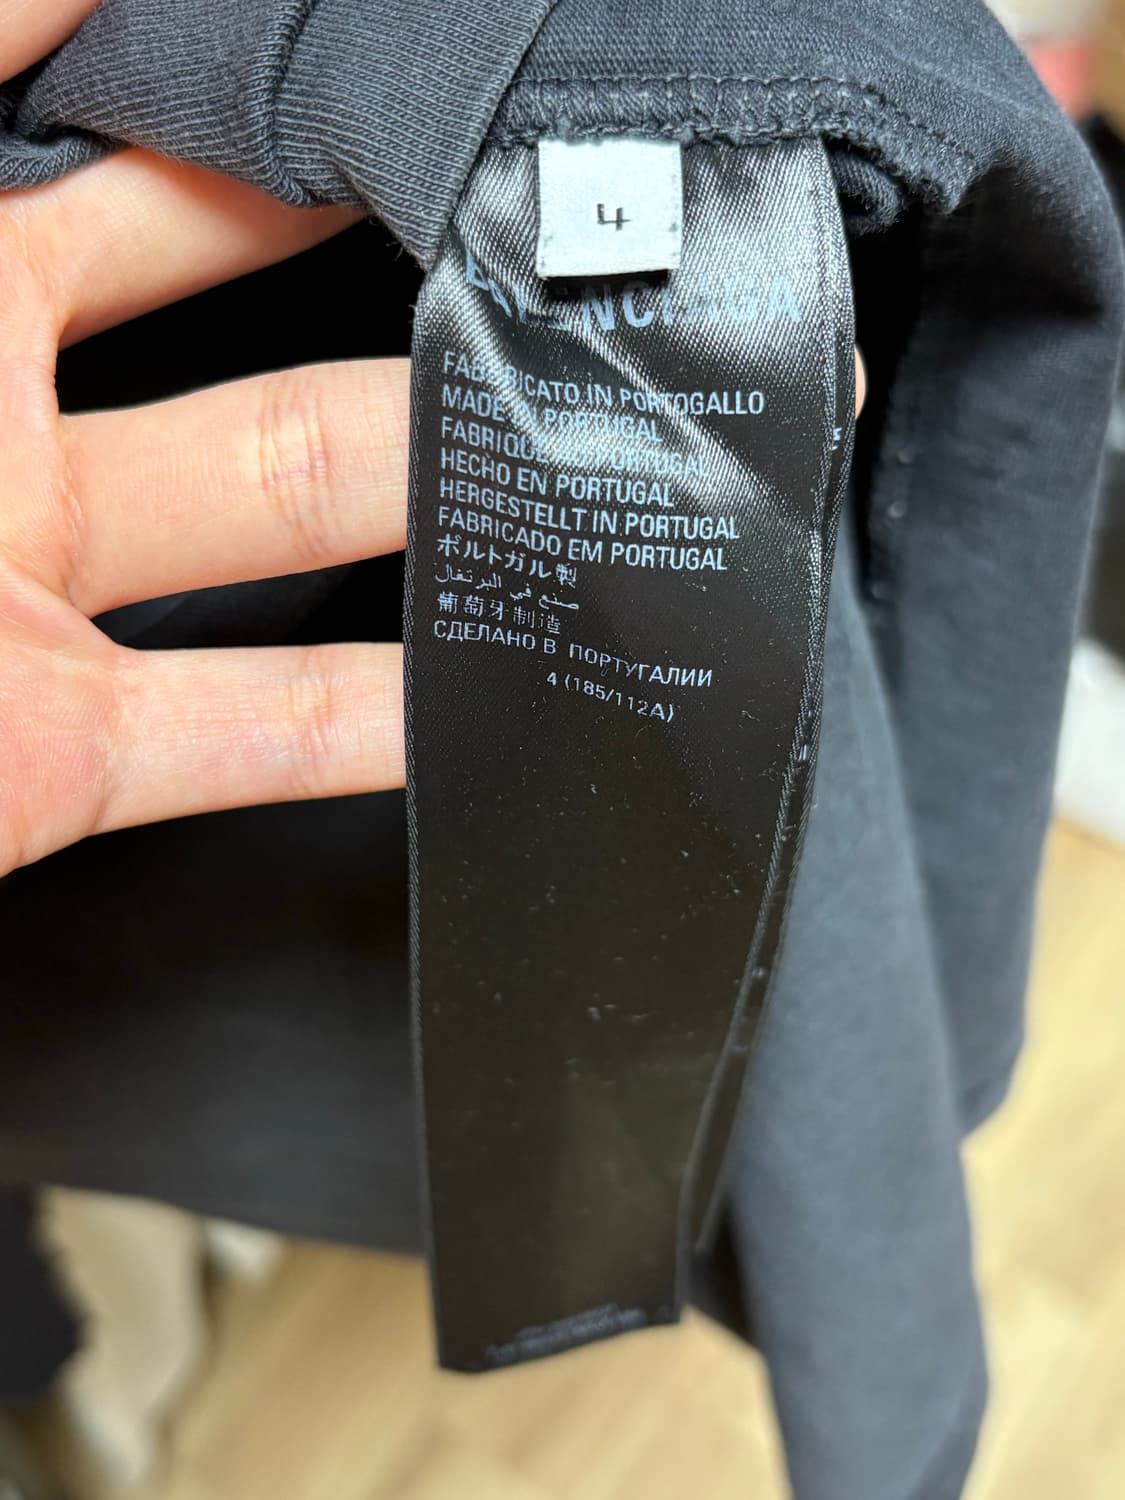 4
BALENCIAGA
FABBRICATO IN PORTOGALLO
MADE IN PORTUGAL
FABRIQUÉ AU PORTUGAL
HECHO EN PORTUGAL
HERGESTELLT IN PORTUGAL
FABRICADO EM PORTUGAL
ポルトガル製
صنع في البرتغال
葡萄牙制造
СДЕЛАНО В ПОРТУГАЛИИ
4 (185/112A)